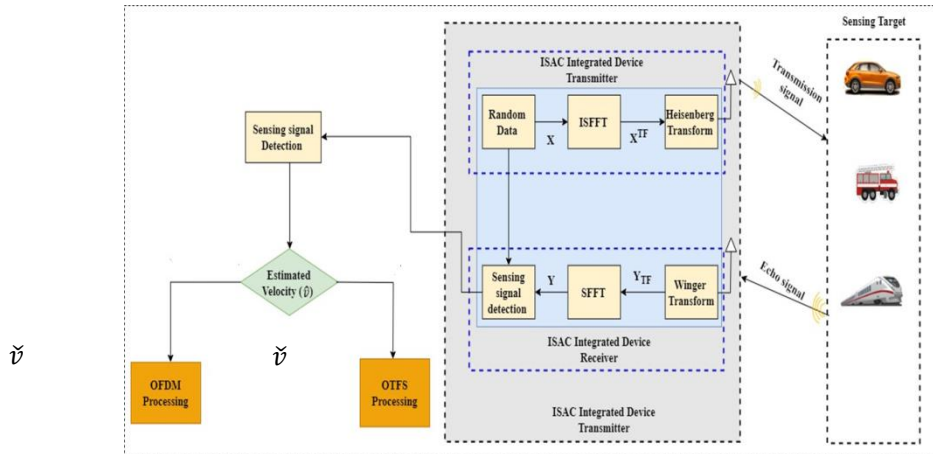 Sensing Target
ISAC Integrated Device
Transmitter
Random
Data
X
ISFFT
X^TF
Heisenberg
Transform
Transmission
signal
Sensing signal
Detection
Estimated
Velocity (v̂)
Sensing
signal
detection
Y
SFFT
Y_TF
Winger
Transform
Echo signal
ISAC Integrated Device
Receiver
v̌
v̌
OFDM
Processing
OTFS
Processing
ISAC Integrated Device
Transmitter